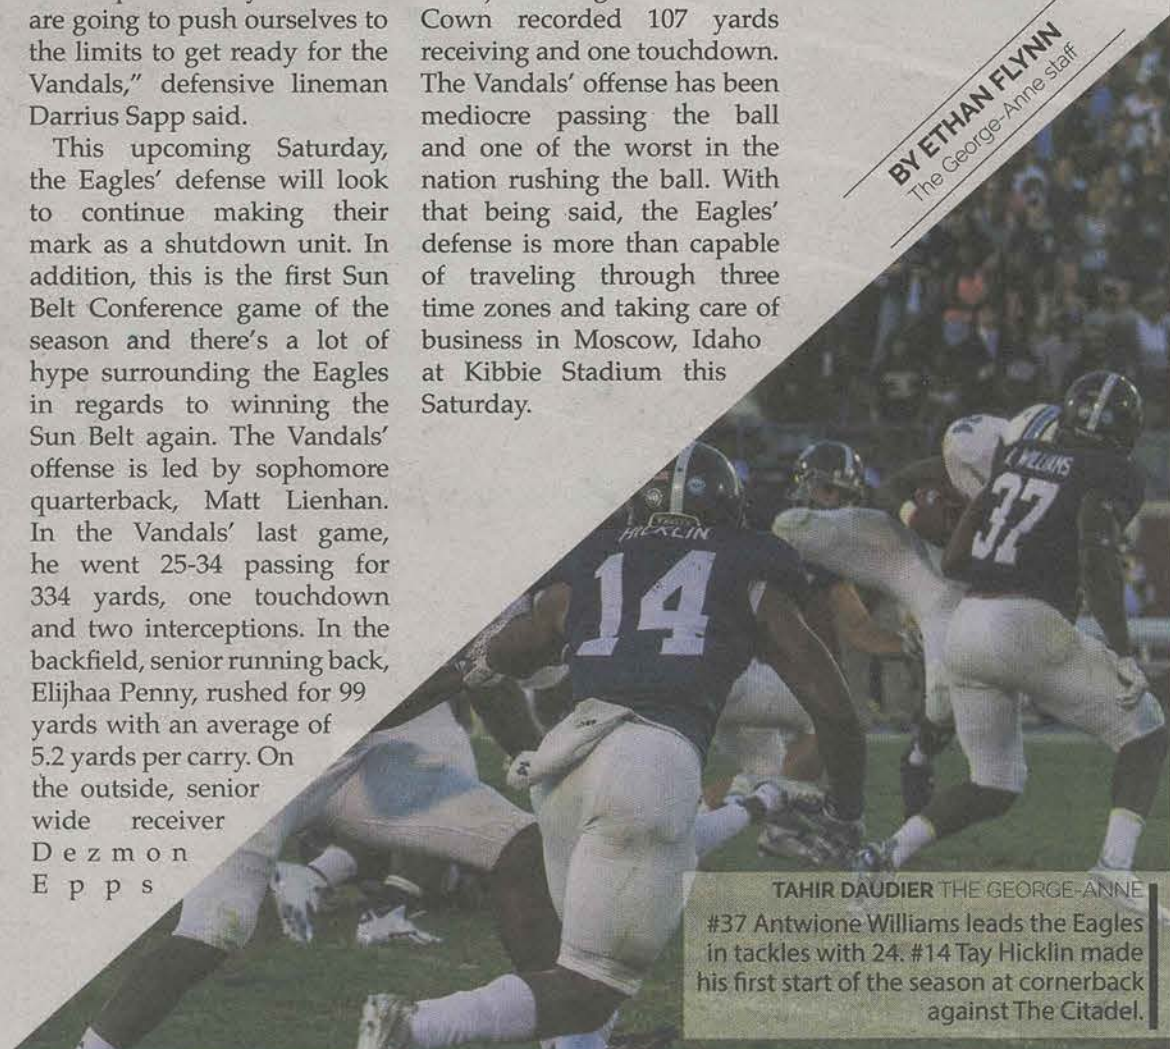 are going to push ourselves to
the limits to get ready for the
Vandals,” defensive lineman
Darrius Sapp said.
This upcoming Saturday,
the Eagles’ defense will look
to continue making their
mark as a shutdown unit. In
addition, this is the first Sun
Belt Conference game of the
season and there’s a lot of
hype surrounding the Eagles
in regards to winning the
Sun Belt again. The Vandals’
offense is led by sophomore
quarterback, Matt Lienhan.
In the Vandals’ last game,
he went 25-34 passing for
334 yards, one touchdown
and two interceptions. In the
backfield, senior running back,
Elijhaa Penny, rushed for 99
yards with an average of
5.2 yards per carry. On
the outside, senior
wide receiver
Dezmon
Epps
Cown recorded 107 yards
receiving and one touchdown.
The Vandals’ offense has been
mediocre passing the ball
and one of the worst in the
nation rushing the ball. With
that being said, the Eagles’
defense is more than capable
of traveling through three
time zones and taking care of
business in Moscow, Idaho
at Kibbie Stadium this
Saturday.
BY ETHAN FLYNN
The George-Anne staff
WILLIAMS
37
HICKLIN
14
TAHIR DAUDIER THE GEORGE-ANNE
#37 Antwione Williams leads the Eagles
in tackles with 24. #14 Tay Hicklin made
his first start of the season at cornerback
against The Citadel.